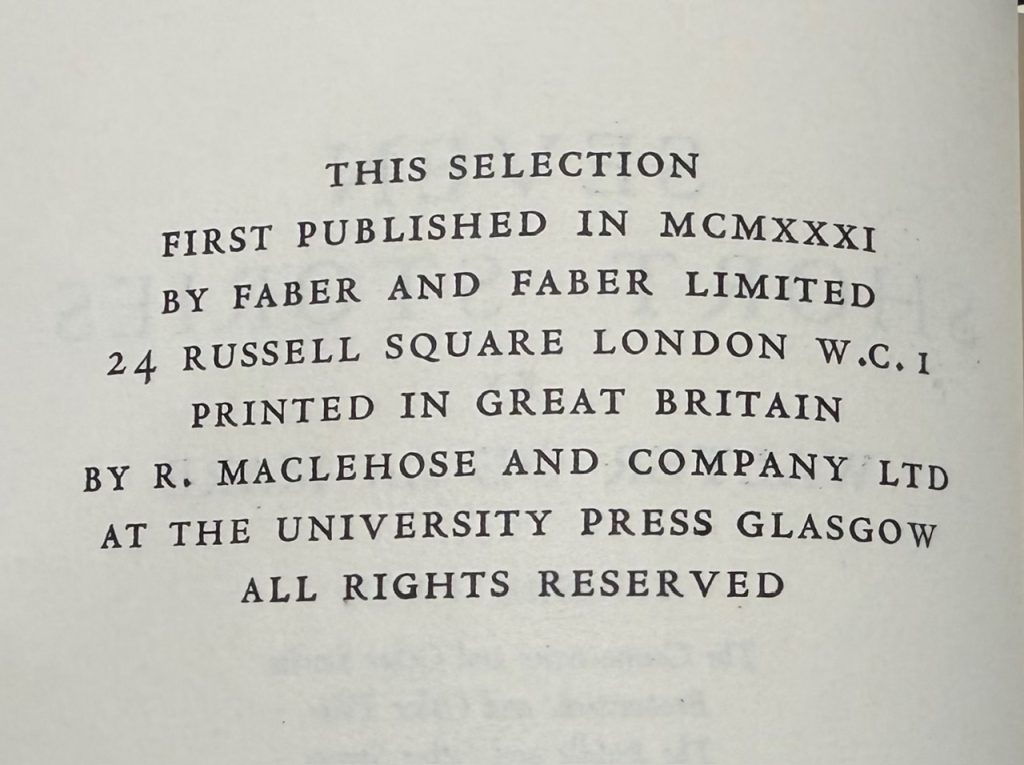 THIS SELECTION
FIRST PUBLISHED IN MCMXXXI
BY FABER AND FABER LIMITED
24 RUSSELL SQUARE LONDON W.C. 1
PRINTED IN GREAT BRITAIN
BY R. MACLEHOSE AND COMPANY LTD
AT THE UNIVERSITY PRESS GLASGOW
ALL RIGHTS RESERVED